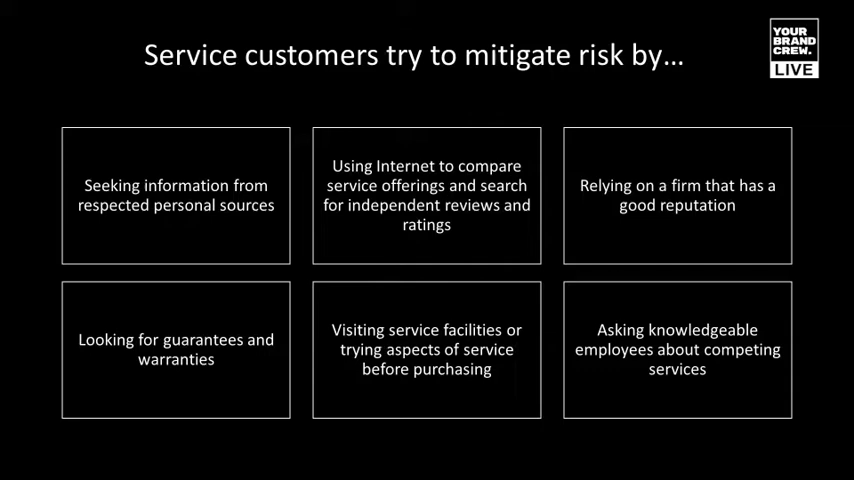 Service customers try to mitigate risk by...
YOUR
BRAND
CREW.
LIVE
Seeking information from
respected personal sources
Using Internet to compare
service offerings and search
for independent reviews and
ratings
Relying on a firm that has a
good reputation
Looking for guarantees and
warranties
Visiting service facilities or
trying aspects of service
before purchasing
Asking knowledgeable
employees about competing
services